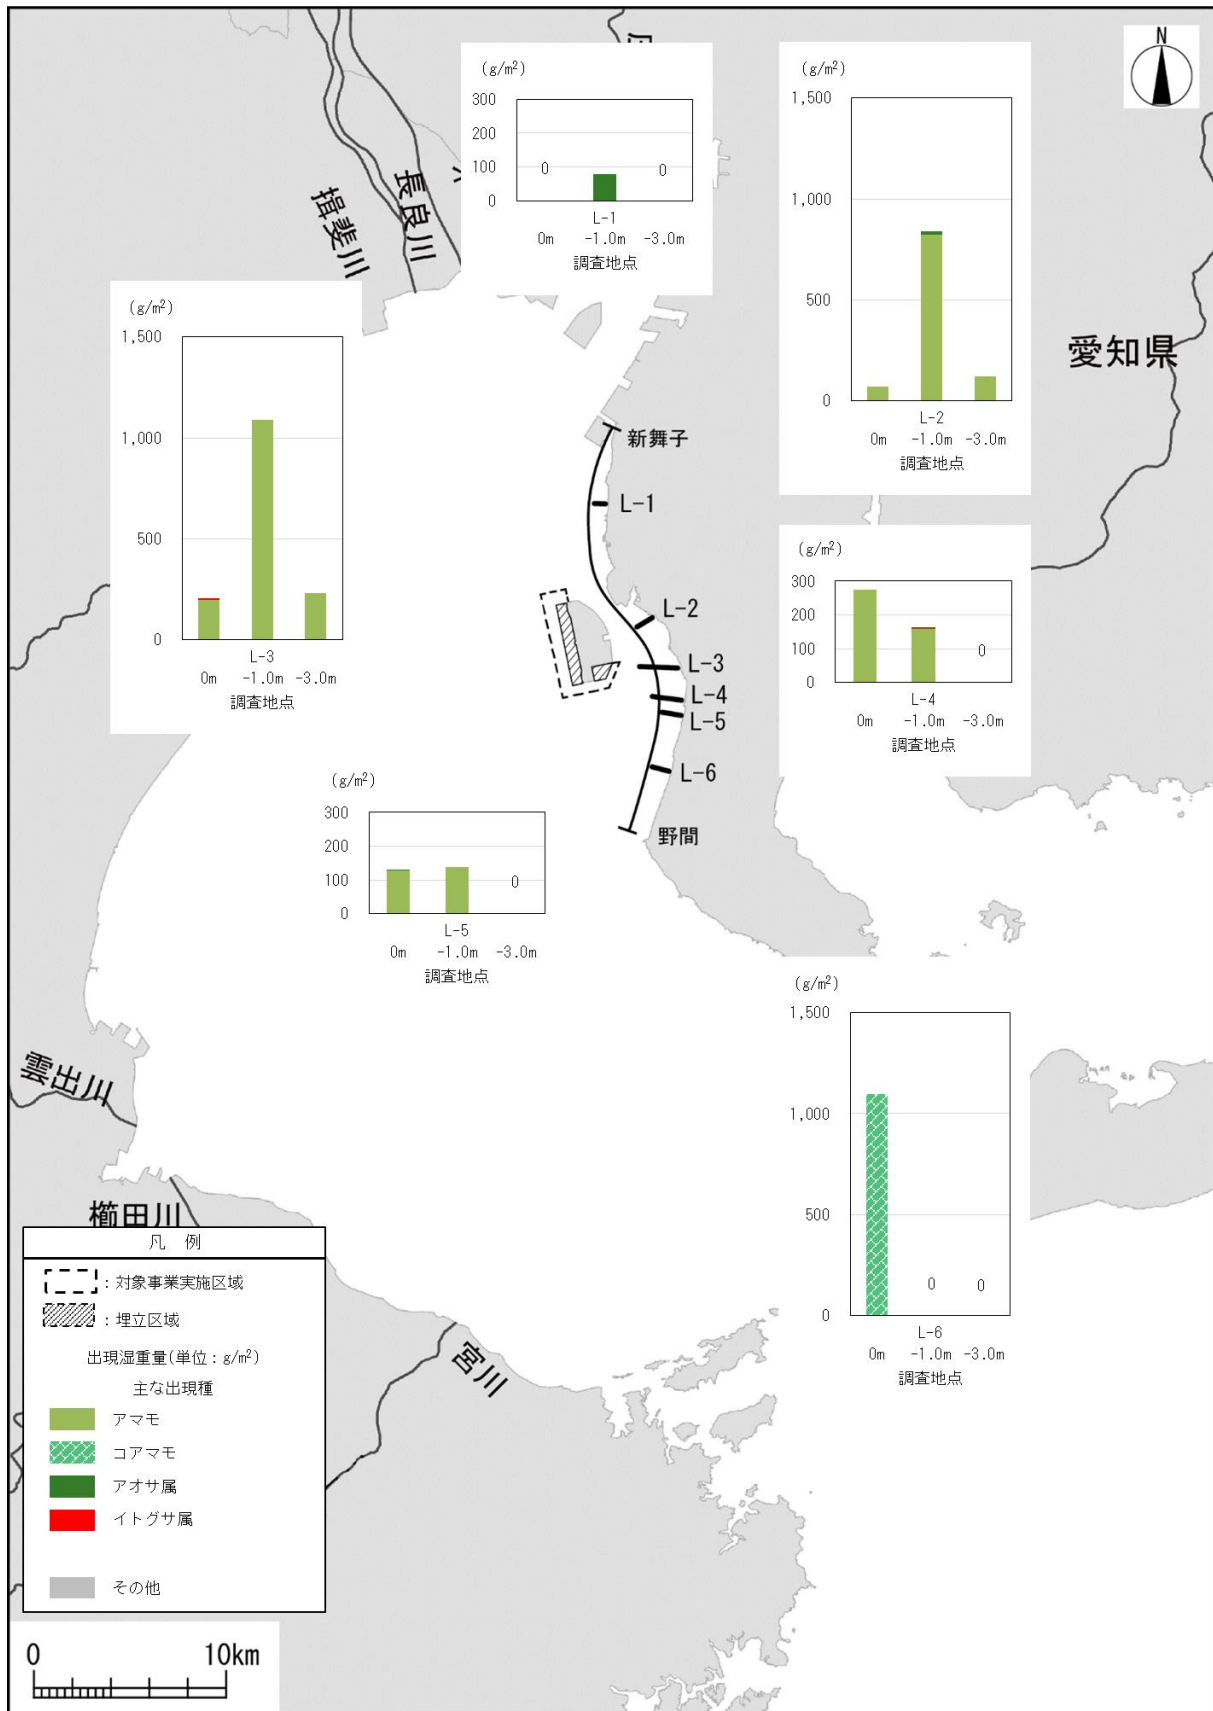 N
(g/m²)
300
200
100
0
0
0
L-1
0m
-1.0m
-3.0m
調査地点
(g/m²)
1,500
1,000
500
0
L-2
0m
-1.0m
-3.0m
調査地点
揖斐川
長良川
愛知県
(g/m²)
1,500
1,000
500
0
L-3
0m
-1.0m
-3.0m
調査地点
新舞子
L-1
L-2
L-3
L-4
L-5
L-6
野間
(g/m²)
300
200
100
0
0
L-4
0m
-1.0m
-3.0m
調査地点
(g/m²)
300
200
100
0
0
L-5
0m
-1.0m
-3.0m
調査地点
(g/m²)
1,500
1,000
500
0
0
0
L-6
0m
-1.0m
-3.0m
調査地点
雲出川
櫛田川
宮川
凡 例
:対象事業実施区域
:埋立区域
出現湿重量(単位:g/m²)
主な出現種
アマモ
コアマモ
アオサ属
イトグサ属
その他
0
10km